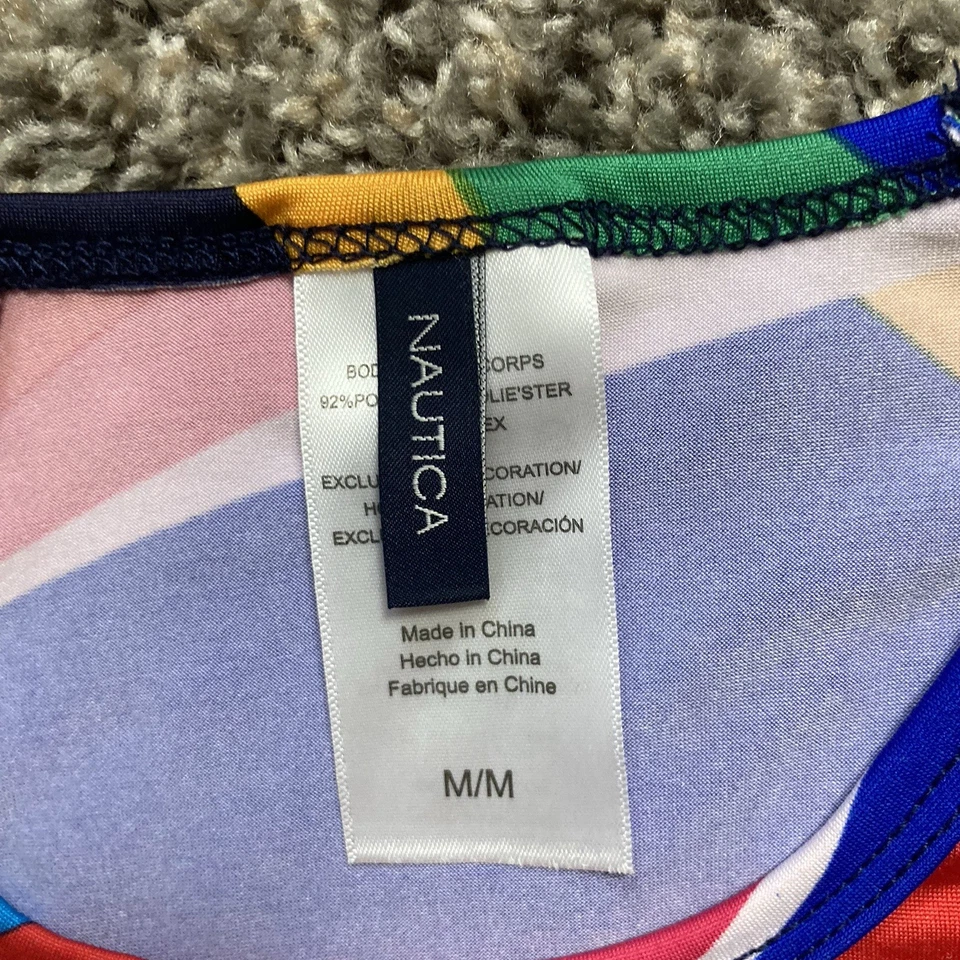 NAUTICA
BOD CORPS
92%PO LIE'STER
EX
EXCLU CORATION/
H ATION/
EXCL CORACIÓN
Made in China
Hecho in China
Fabrique en Chine
M/M